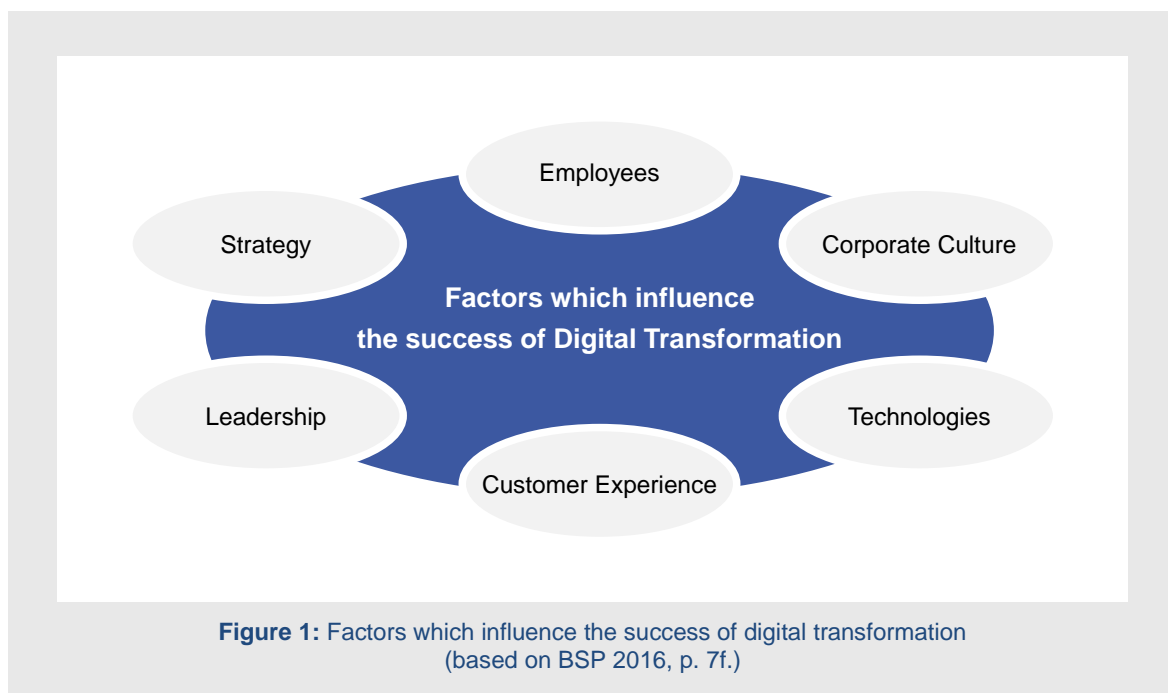 Employees
Strategy
Corporate Culture
Factors which influence
the success of Digital Transformation
Leadership
Technologies
Customer Experience
Figure 1: Factors which influence the success of digital transformation
(based on BSP 2016, p. 7f.)